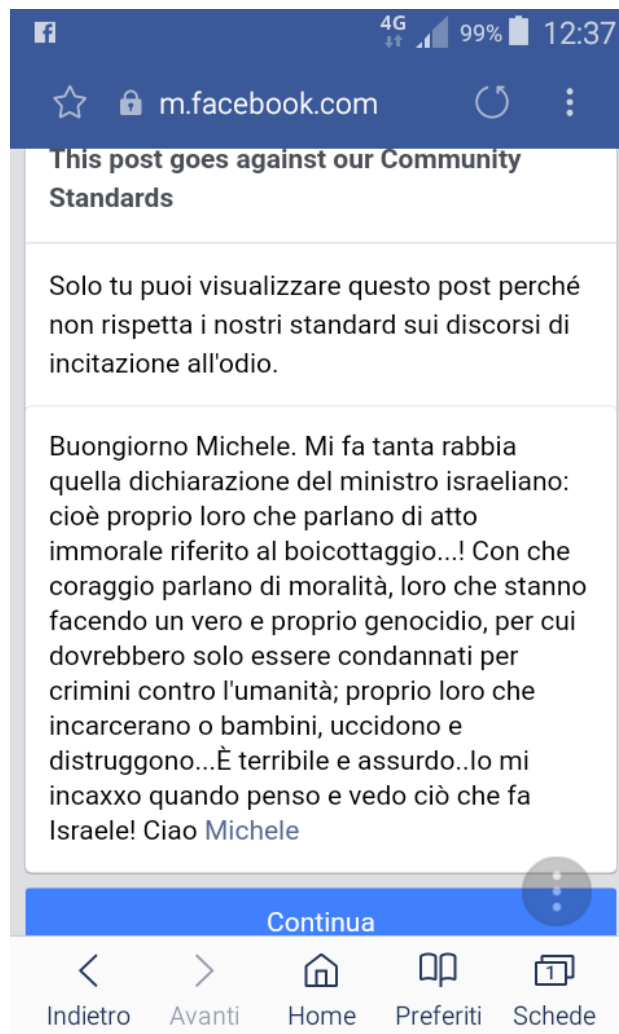 4G 99% 12:37
m.facebook.com
This post goes against our Community
Standards
Solo tu puoi visualizzare questo post perché
non rispetta i nostri standard sui discorsi di
incitazione all'odio.
Buongiorno Michele. Mi fa tanta rabbia
quella dichiarazione del ministro israeliano:
cioè proprio loro che parlano di atto
immorale riferito al boicottaggio...! Con che
coraggio parlano di moralità, loro che stanno
facendo un vero e proprio genocidio, per cui
dovrebbero solo essere condannati per
crimini contro l'umanità; proprio loro che
incarcerano o bambini, uccidono e
distruggono...È terribile e assurdo..Io mi
incaxxo quando penso e vedo ciò che fa
Israele! Ciao Michele
Continua
1
Indietro Avanti Home Preferiti Schede